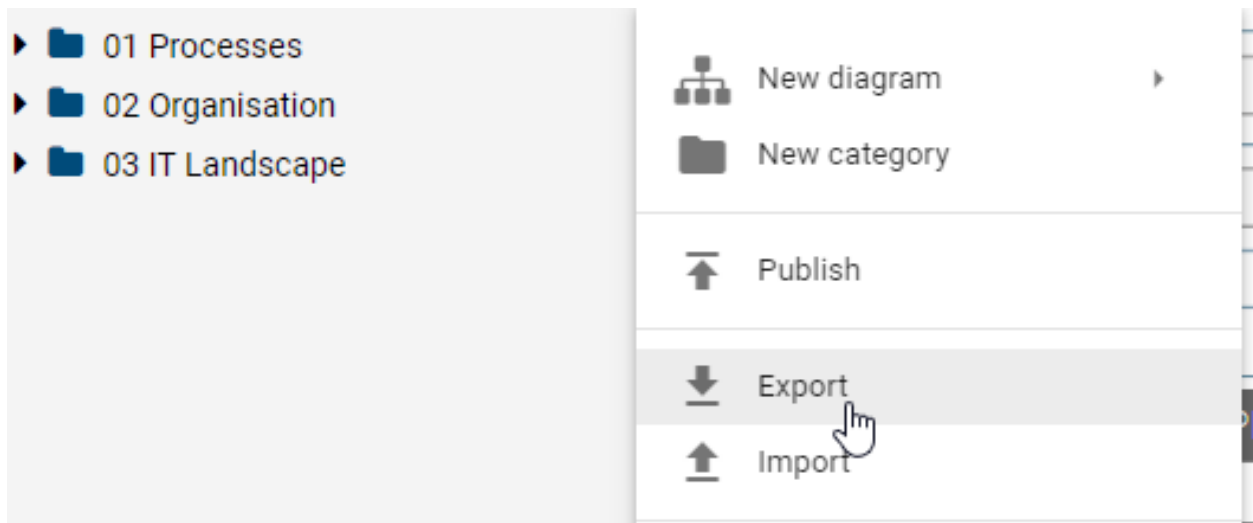 01 Processes
02 Organisation
03 IT Landscape
New diagram
New category
Publish
Export
Import